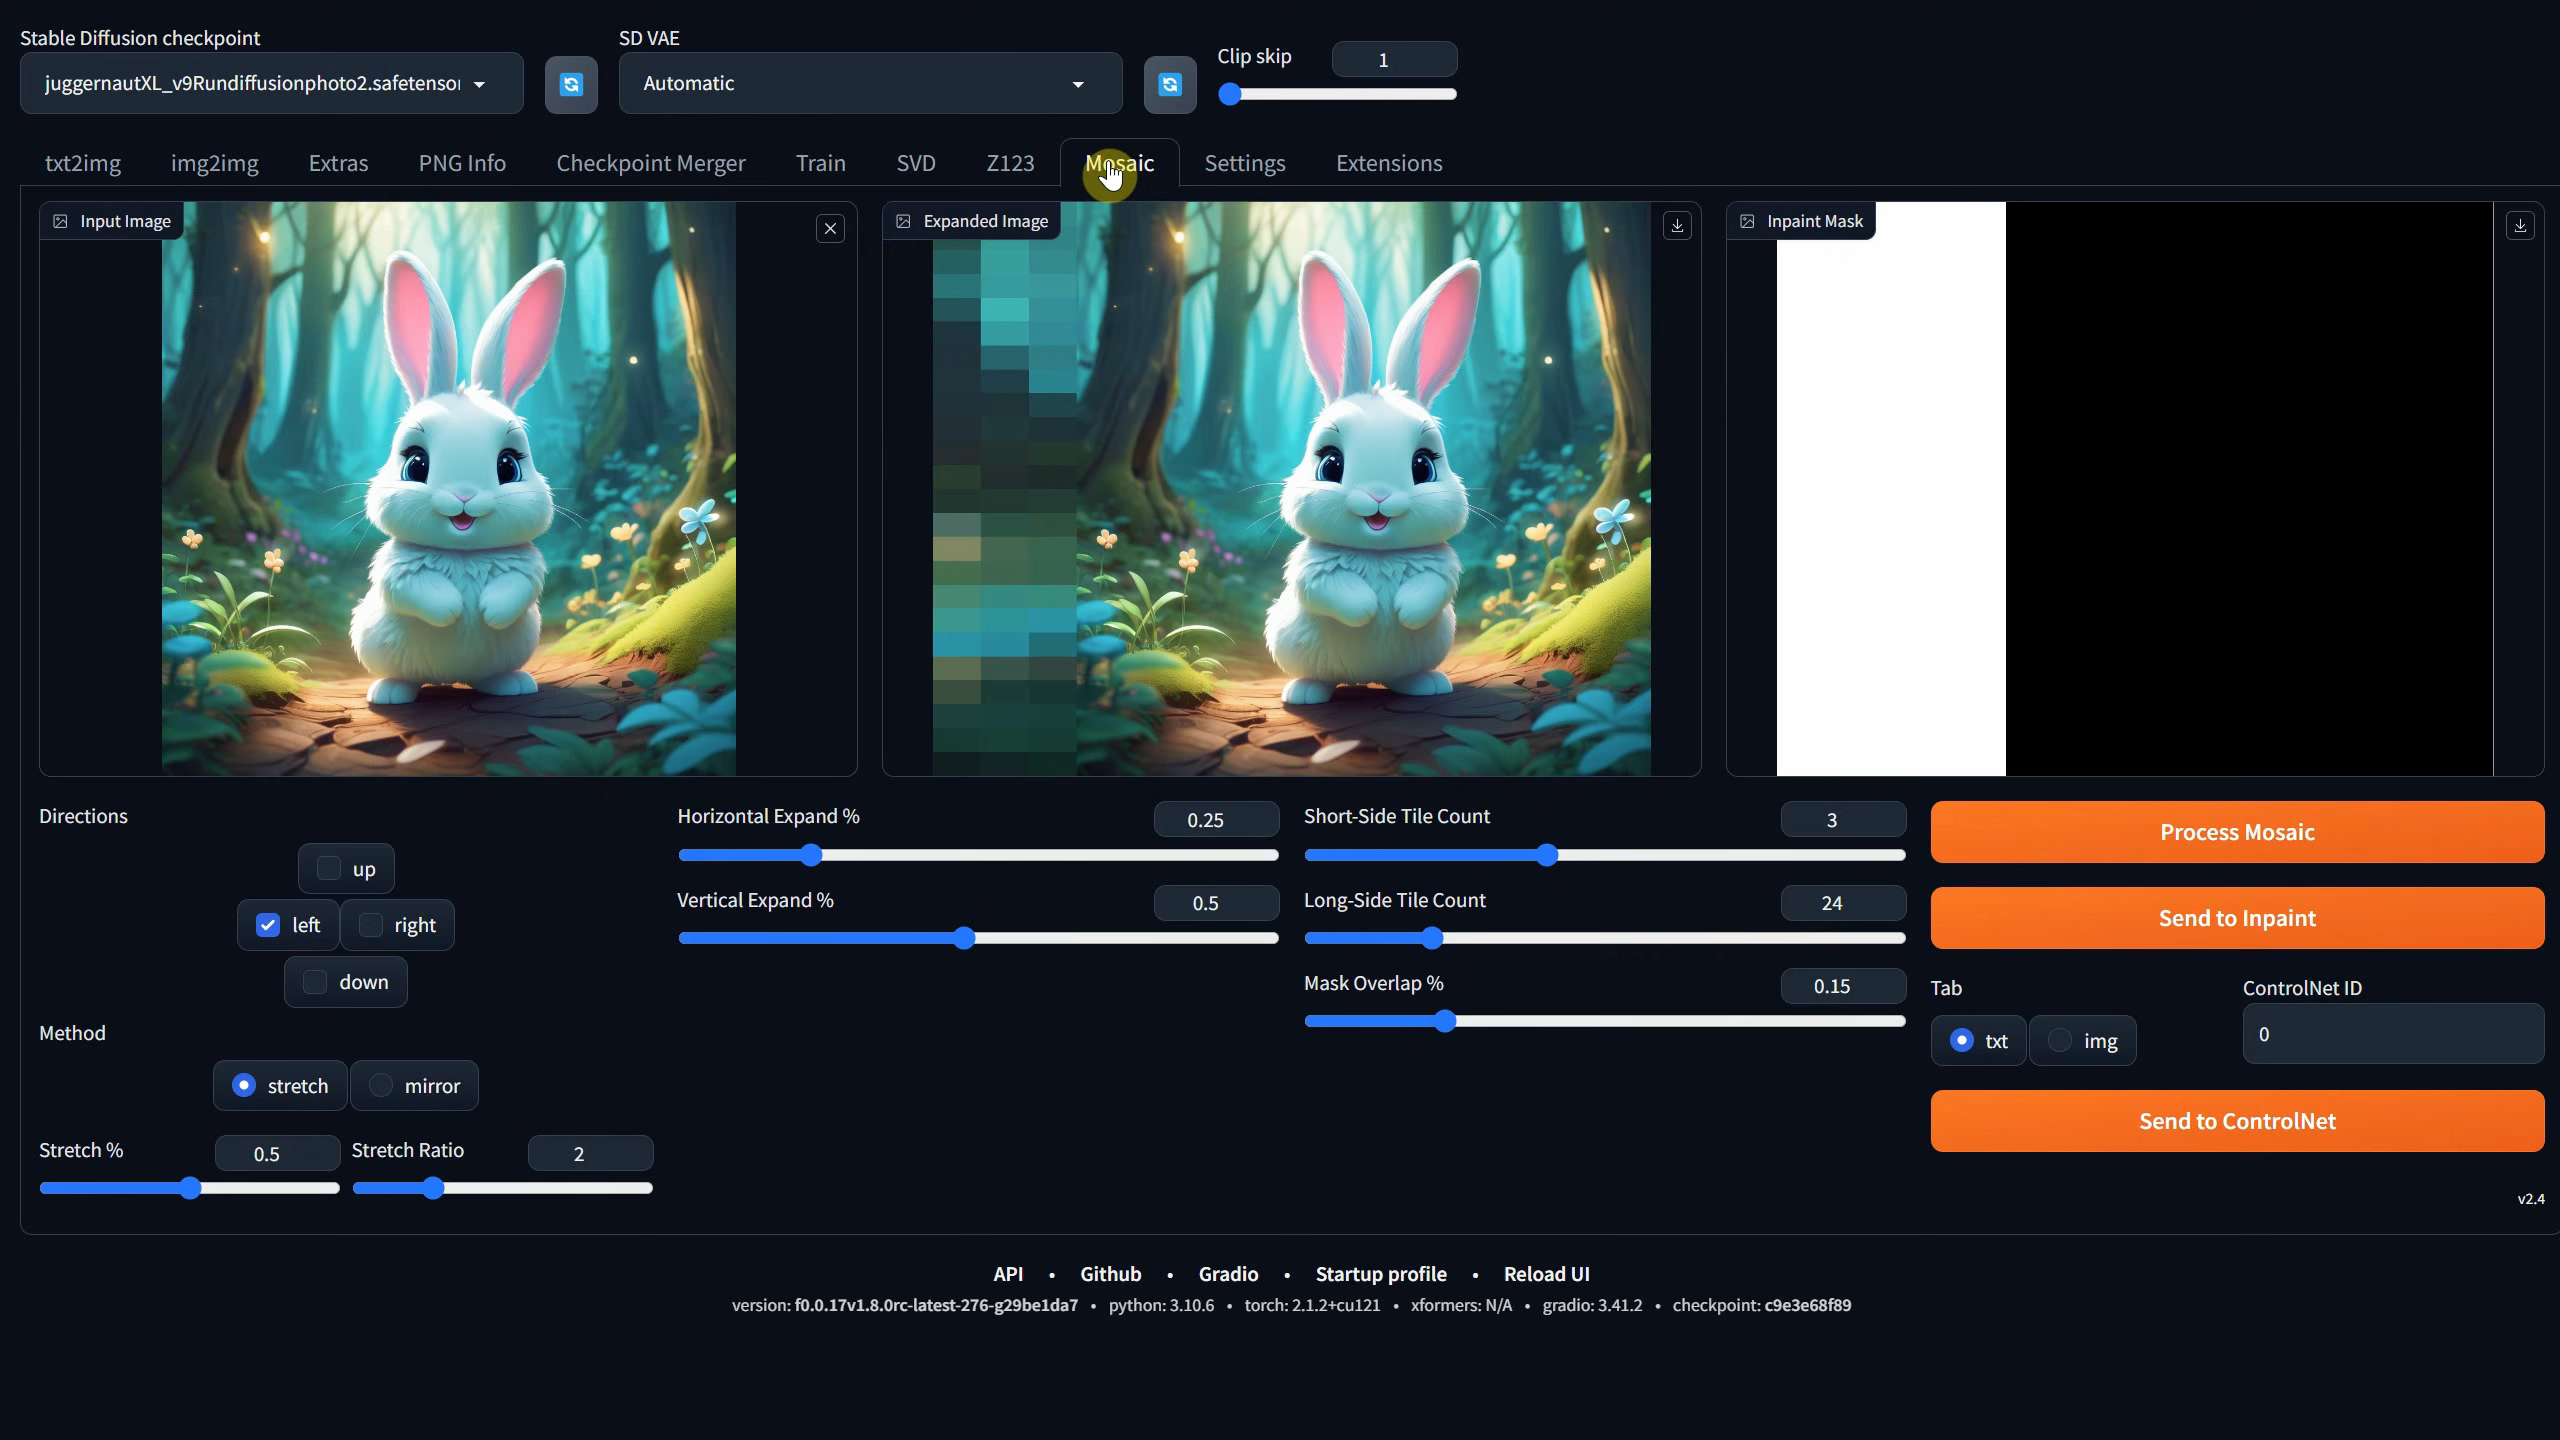 Stable Diffusion checkpoint
juggernautXL_v9Rundiffusionphoto2.safetensor
SD VAE
Automatic
Clip skip
1
txt2img
img2img
Extras
PNG Info
Checkpoint Merger
Train
SVD
Z123
Mosaic
Settings
Extensions
Input Image
Expanded Image
Inpaint Mask
Directions
up
left
right
down
Method
stretch
mirror
Stretch %
0.5
Stretch Ratio
2
Horizontal Expand %
0.25
Vertical Expand %
0.5
Short-Side Tile Count
3
Long-Side Tile Count
24
Mask Overlap %
0.15
Process Mosaic
Send to Inpaint
Tab
txt
img
ControlNet ID
0
Send to ControlNet
v2.4
API • Github • Gradio • Startup profile • Reload UI
version: f0.0.17v1.8.0rc-latest-276-g29be1da7 • python: 3.10.6 • torch: 2.1.2+cu121 • xformers: N/A • gradio: 3.41.2 • checkpoint: c9e3e68f89